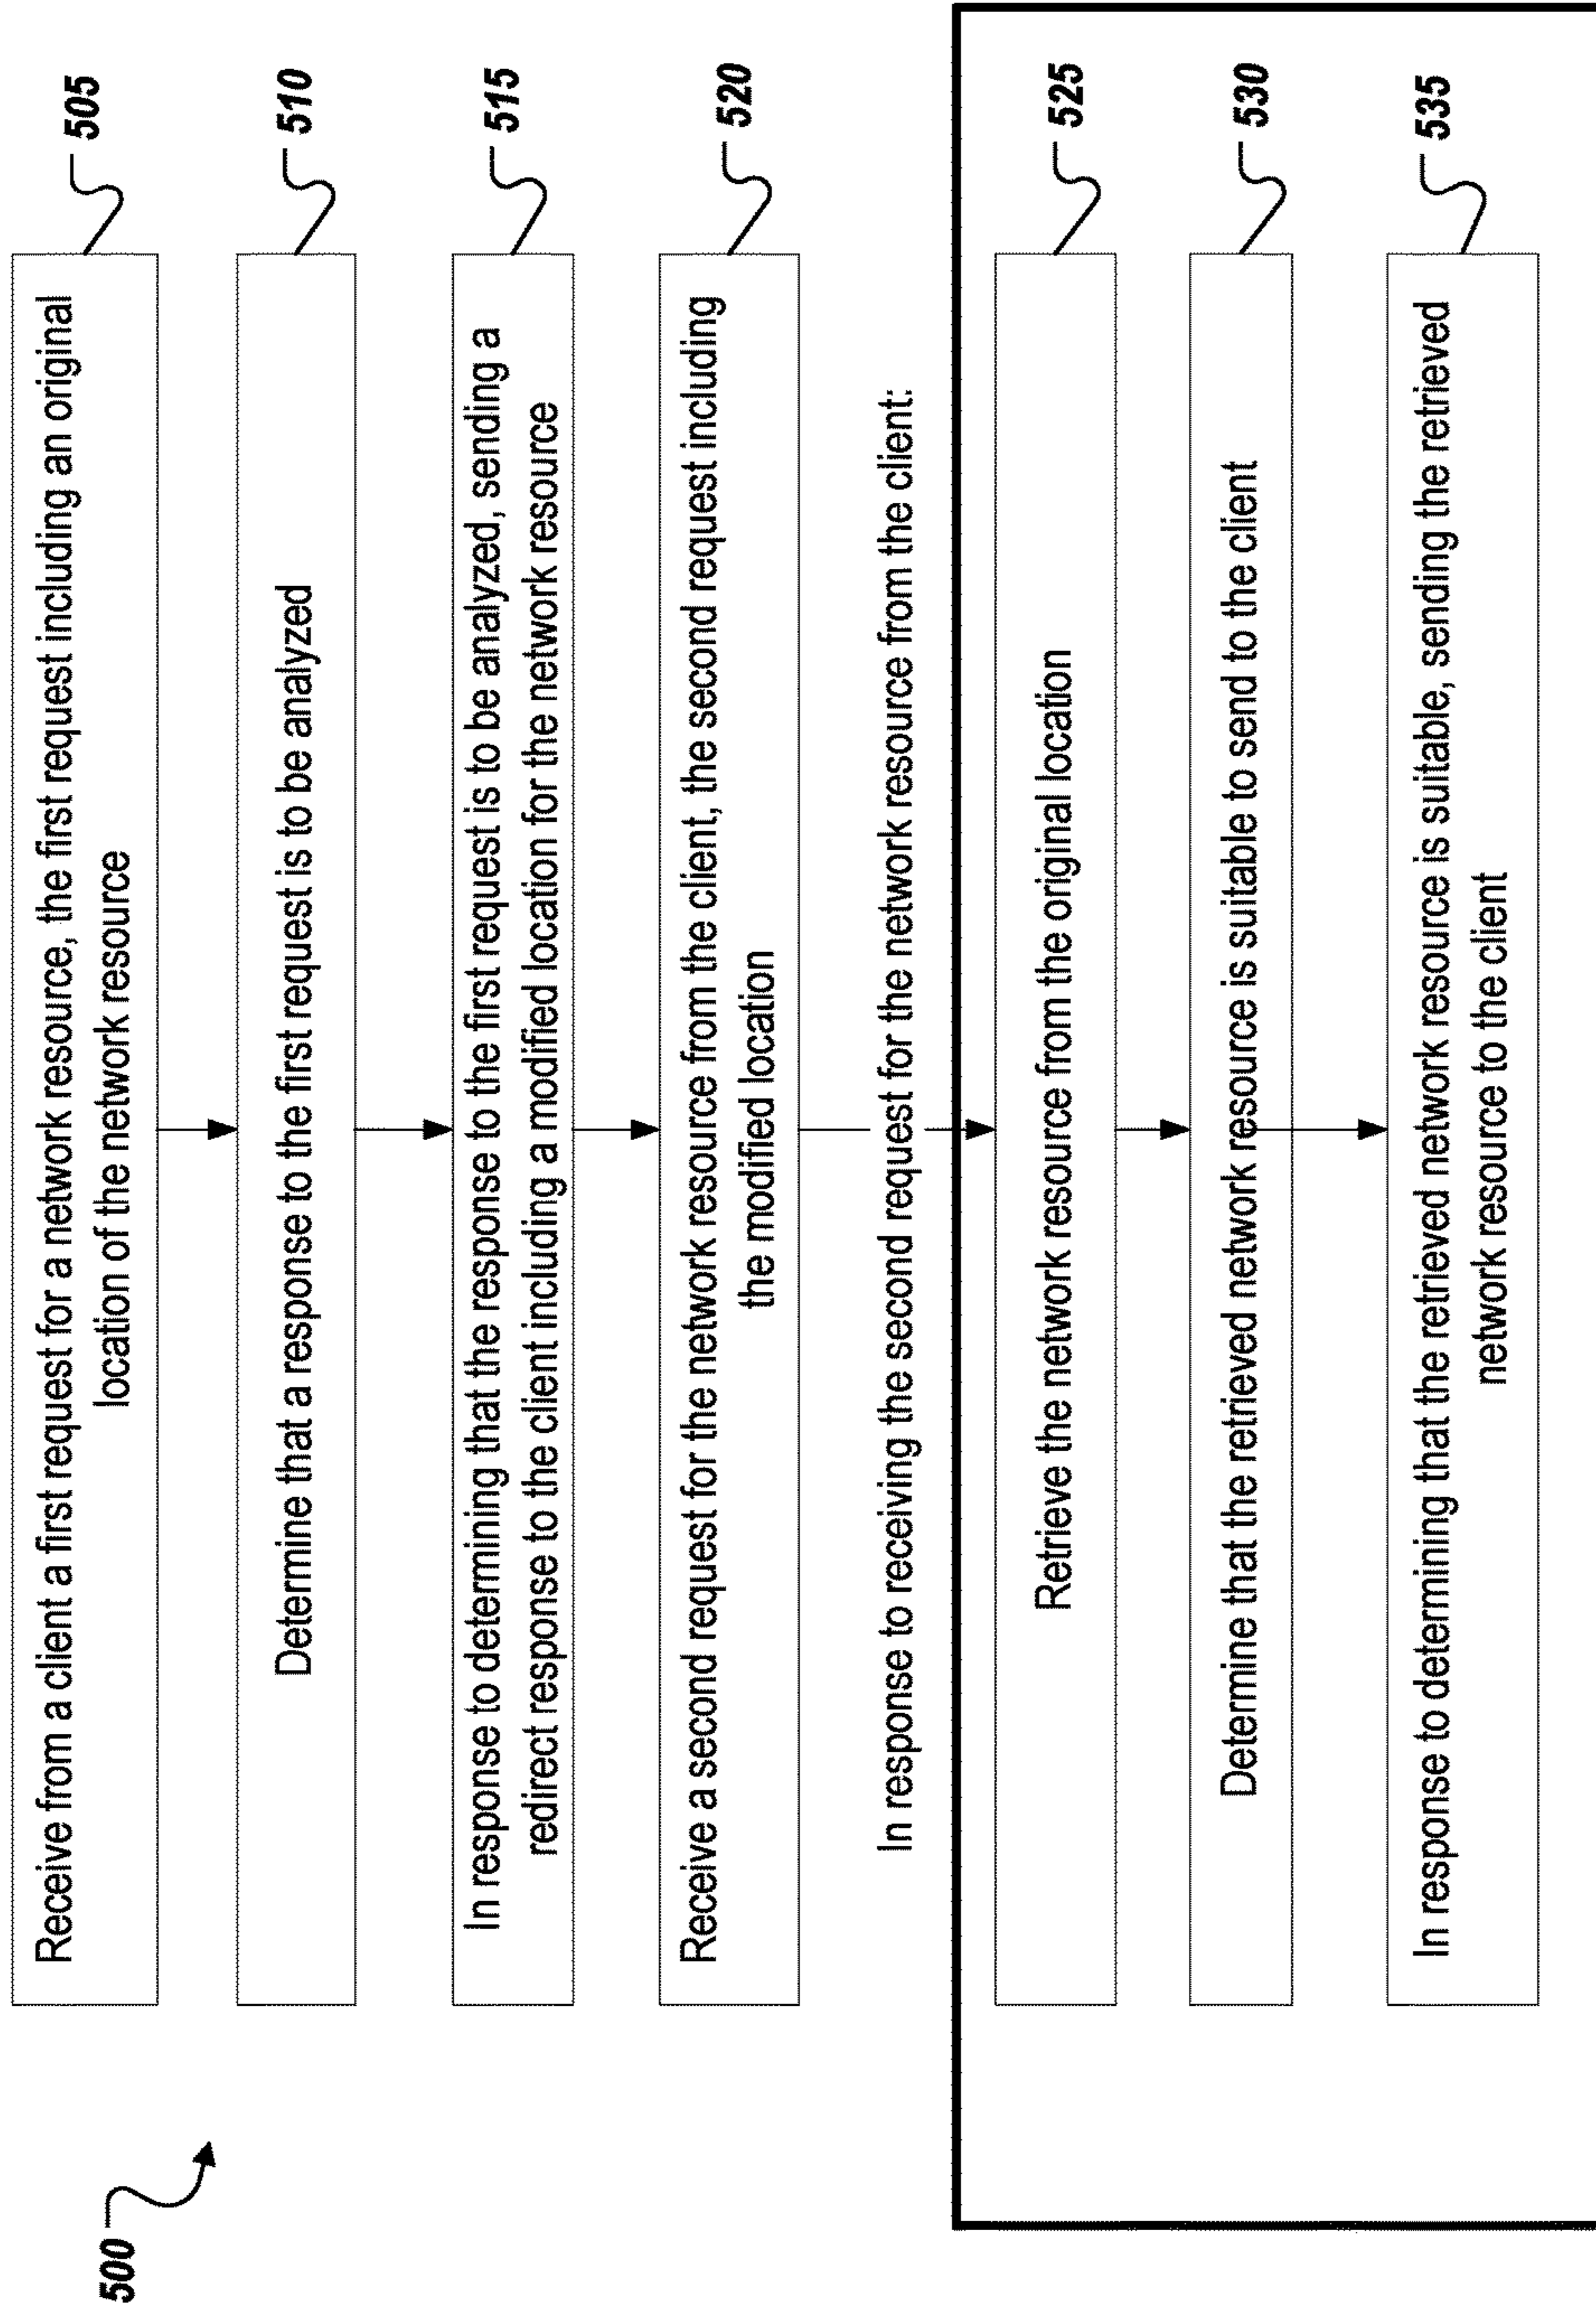 500
Receive from a client a first request for a network resource, the first request including an original
location of the network resource
505
Determine that a response to the first request is to be analyzed
510
In response to determining that the response to the first request is to be analyzed, sending a
redirect response to the client including a modified location for the network resource
515
Receive a second request for the network resource from the client, the second request including
the modified location
520
In response to receiving the second request for the network resource from the client:
Retrieve the network resource from the original location
525
Determine that the retrieved network resource is suitable to send to the client
530
In response to determining that the retrieved network resource is suitable, sending the retrieved
network resource to the client
535